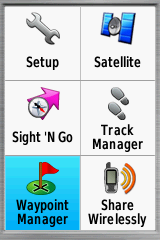 Setup
Satellite
Sight 'N Go
Track
Manager
Waypoint
Manager
Share
Wirelessly